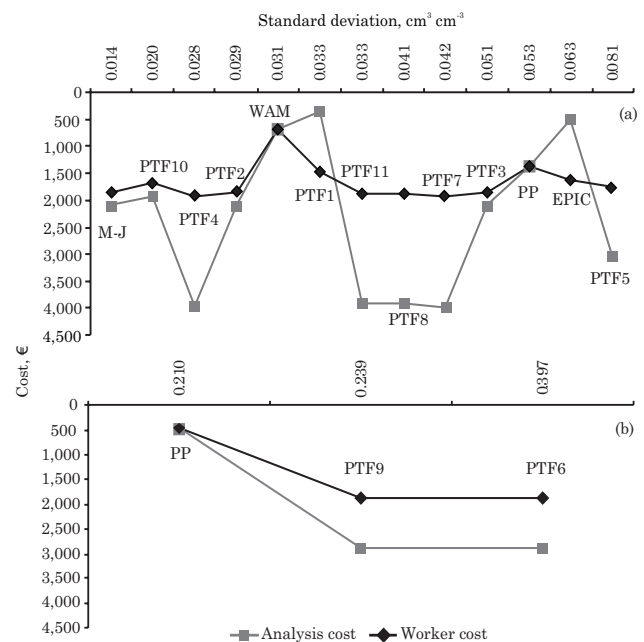 Standard deviation, cm³ cm⁻³
0.014 0.020 0.028 0.029 0.031 0.033 0.033 0.041 0.042 0.051 0.053 0.063 0.081
0
500
1,000
1,500
2,000
2,500
3,000
3,500
4,000
4,500
(a)
WAM
PTF10 PTF2 PTF11 PTF7 PTF3
M-J PTF4 PTF1 PP EPIC
PTF8 PTF5
Cost, €
0.210 0.239 0.397
0
500
1,000
1,500
2,000
2,500
3,000
3,500
4,000
4,500
(b)
PP PTF9 PTF6
Analysis cost Worker cost